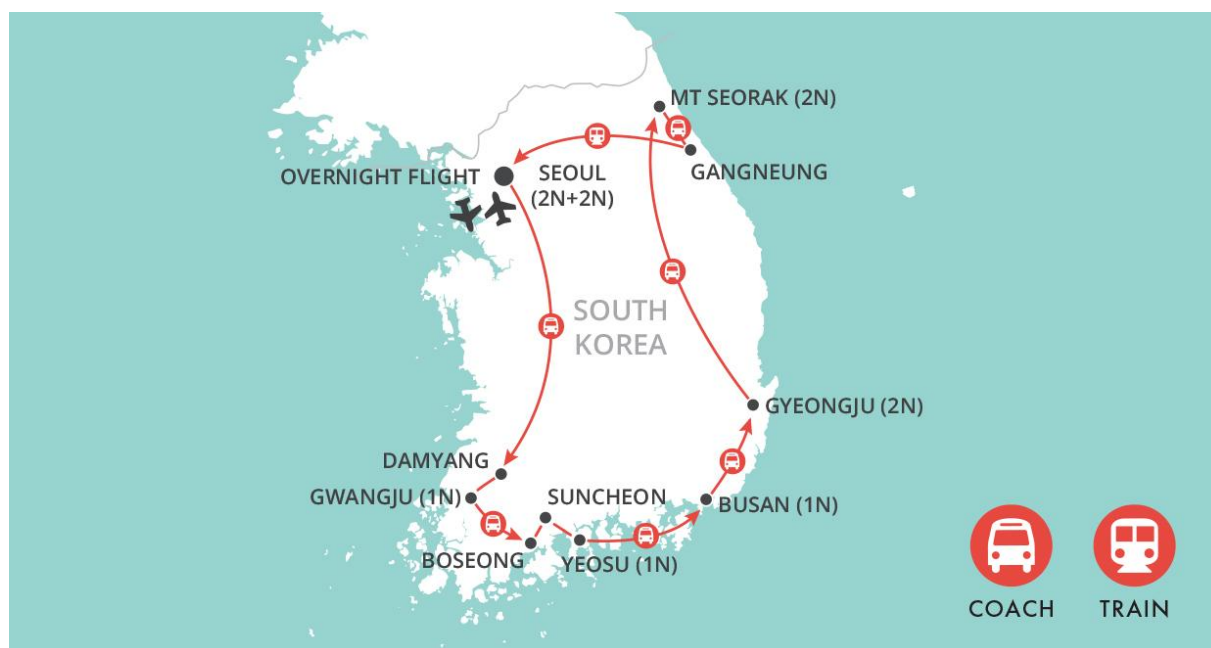 MT SEORAK (2N)
GANGNEUNG
OVERNIGHT FLIGHT
SEOUL
(2N+2N)
SOUTH
KOREA
GYEONGJU (2N)
DAMYANG
GWANGJU (1N)
SUNCHEON
BUSAN (1N)
BOSEONG
YEOSU (1N)
COACH
TRAIN